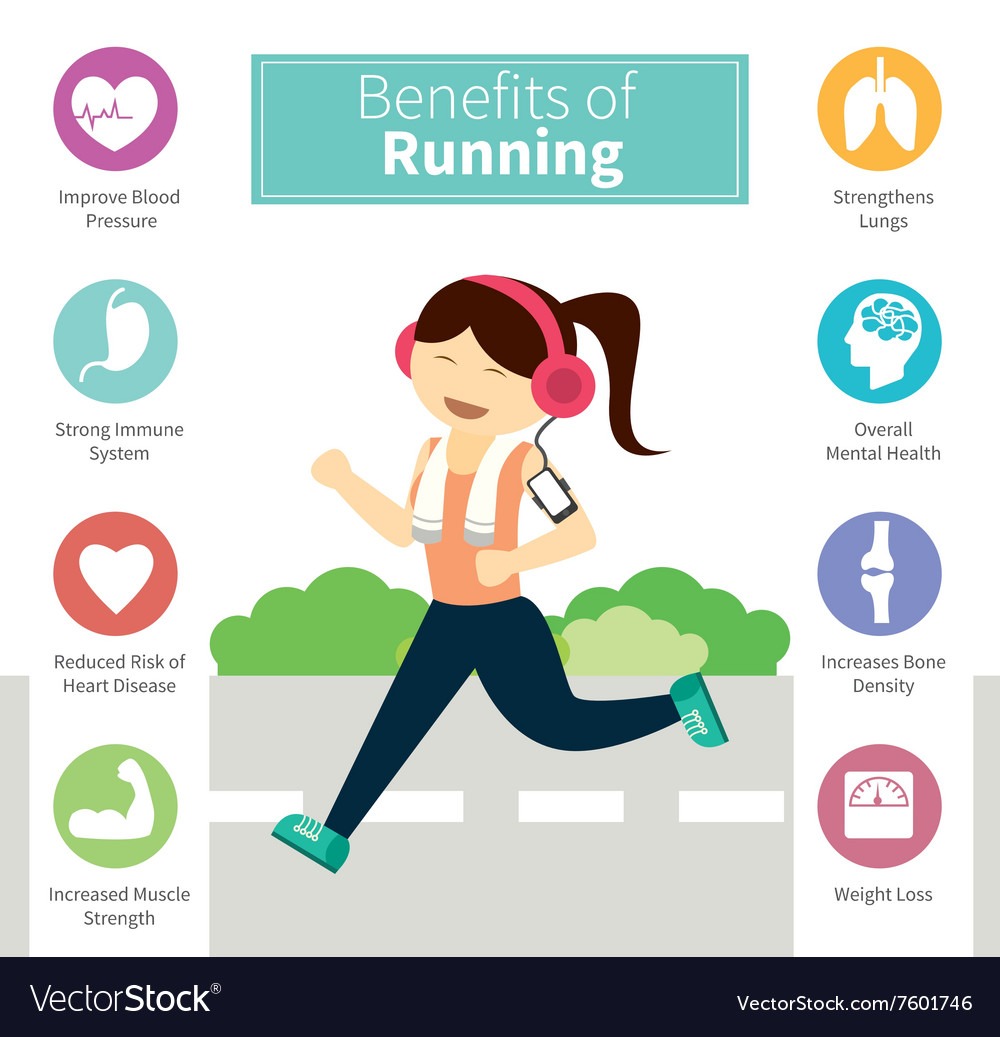 Benefits of
Running
Improve Blood
Pressure
Strong Immune
System
Reduced Risk of
Heart Disease
Increased Muscle
Strength
Strengthens
Lungs
Overall
Mental Health
Increases Bone
Density
Weight Loss
VectorStock®
VectorStock.com/7601746